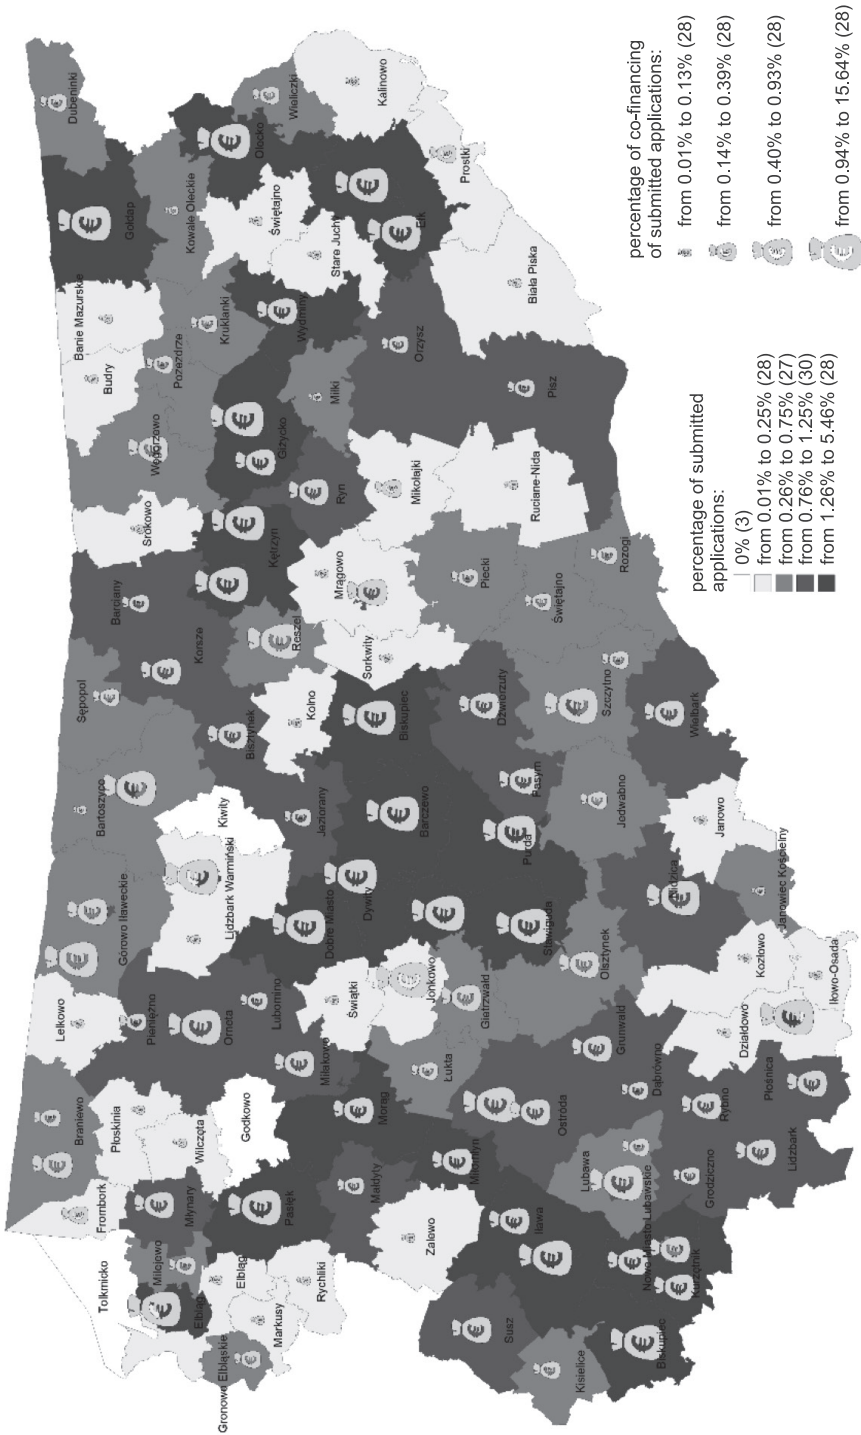 Dubeninki
Gołdap
Kowale Oleckie
Olecko
Wieliczki
Kalinowo
Świętajno
Stare Juchy
Ełk
Prostki
Biała Piska
Banie Mazurskie
Budry
Pozezdrze
Kruklanki
Wydminy
Orzysz
Pisz
Węgorzewo
Giżycko
Miłki
Ryn
Mikołajki
Ruciane-Nida
Srokowo
Kętrzyn
Mrągowo
Piecki
Rozogi
Świętajno
Barciany
Korsze
Reszel
Sorkwity
Sępopol
Bisztynek
Kolno
Biskupiec
Dźwierzuty
Szczytno
Wielbark
Bartoszyce
Kiwity
Jeziorany
Barczewo
Pasym
Purda
Jedwabno
Janowo
Górowo Iławeckie
Lidzbark Warmiński
Dobre Miasto
Dywity
Stawiguda
Nidzica
Janowiec Kościelny
Olsztynek
Kozłowo
Iłowo-Osada
Lelkowo
Pieniężno
Orneta
Lubomino
Świątki
Jonkowo
Gietrzwałd
Grunwald
Działdowo
Płośnica
Miłakowo
Łukta
Dąbrówno
Rybno
Braniewo
Płoskinia
Wilczęta
Godkowo
Morąg
Ostróda
Lidzbark
Frombork
Młynary
Pasłęk
Małdyty
Miłomłyn
Lubawa
Grodziczno
Tolkmicko
Milejewo
Elbląg
Elbląg
Rychliki
Markusy
Gronowo Elbląskie
Zalewo
Iława
Nowe Miasto Lubawskie
Kurzętnik
Susz
Kisielice
Biskupiec
percentage of submitted
applications:
0% (3)
from 0.01% to 0.25% (28)
from 0.26% to 0.75% (27)
from 0.76% to 1.25% (30)
from 1.26% to 5.46% (28)
percentage of co-financing
of submitted applications:
from 0.01% to 0.13% (28)
from 0.14% to 0.39% (28)
from 0.40% to 0.93% (28)
from 0.94% to 15.64% (28)